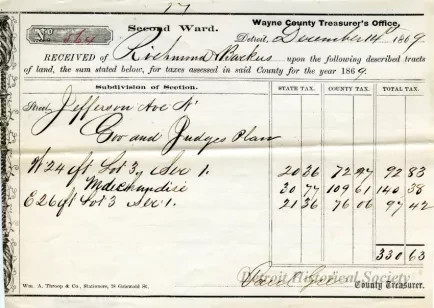 17
Second Ward.
Wayne County Treasurer's Office,
No 664
Detroit, December 14 1869
RECEIVED of Richmond & Backus upon the following described tracts
of land, the sum stated below, for taxes assessed in said County for the year 1869.
Subdivision of Section. STATE TAX. COUNTY TAX. TOTAL TAX.
Street Jefferson Ave N
Gov and Judges Plan
W 24 ft Lot 3, Sec 1. 20 36 72 47 92 83
Mdechundise 30 77 109 61 140 38
E 26 ft Lot 3 Sec 1. 21 36 76 06 97 42
330 63
Detroit Historical Society
Wm. A. Throop & Co., Stationers, 75 Griswold St.
County Treasurer.